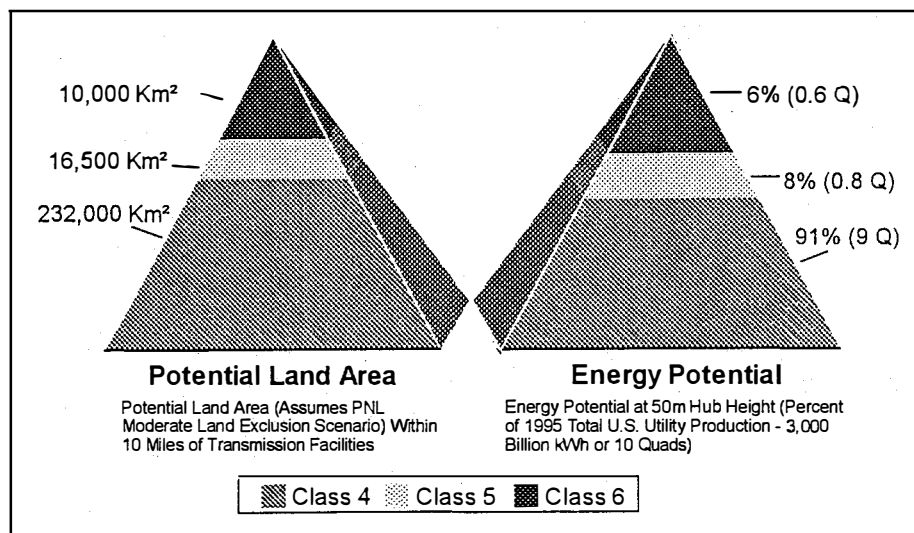 10,000 Km²
16,500 Km²
232,000 Km²
6% (0.6 Q)
8% (0.8 Q)
91% (9 Q)
Potential Land Area
Potential Land Area (Assumes PNL
Moderate Land Exclusion Scenario) Within
10 Miles of Transmission Facilities
Energy Potential
Energy Potential at 50m Hub Height (Percent
of 1995 Total U.S. Utility Production - 3,000
Billion kWh or 10 Quads)
Class 4 Class 5 Class 6